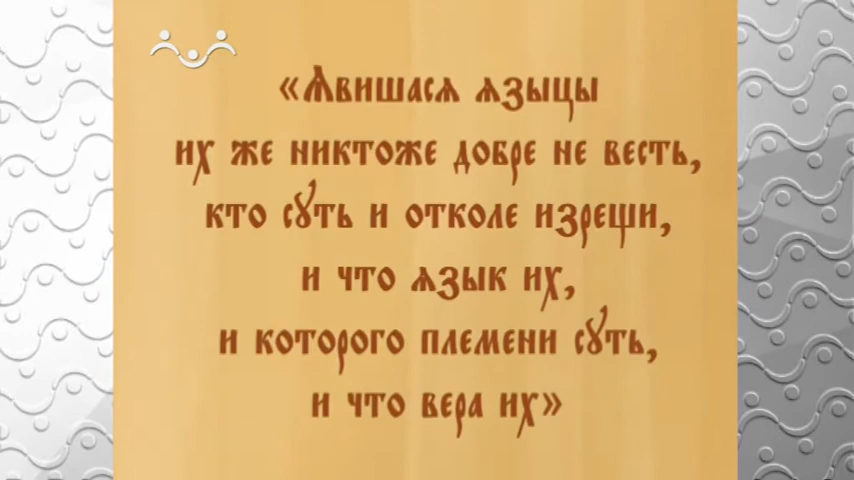 «Явишася языцы
их же никтоже добре не весть,
кто суть и отколе изреши,
и что язык их,
и которого племени суть,
и что вера их»